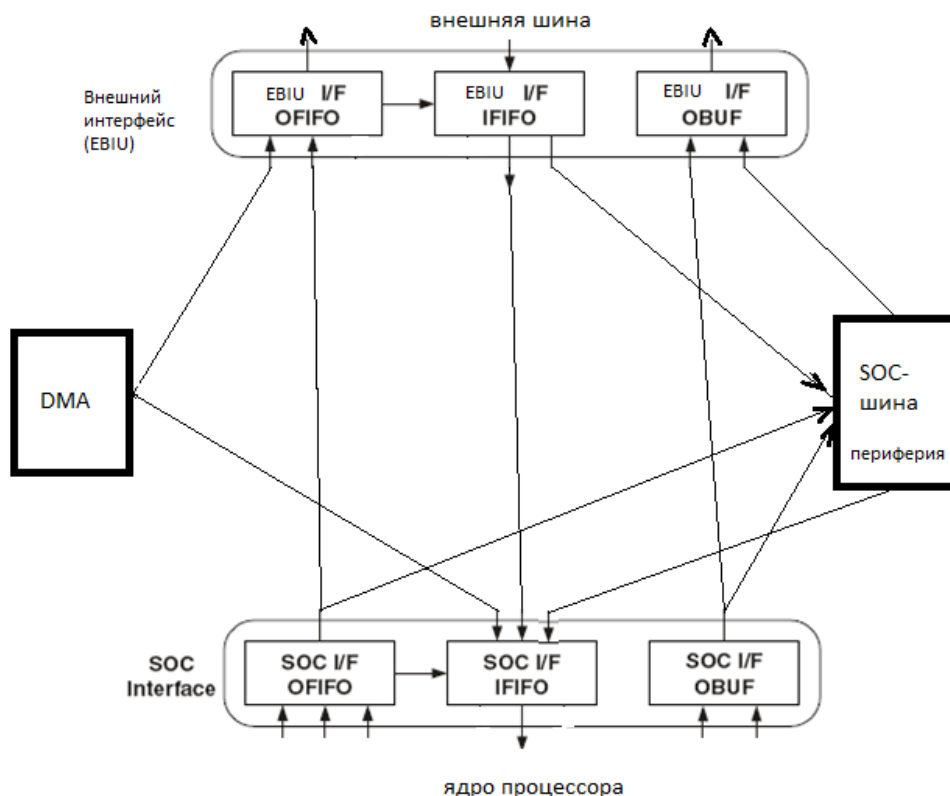 внешняя шина
Внешний
интерфейс
(EBIU)
EBIU I/F
OFIFO
EBIU I/F
IFIFO
EBIU I/F
OBUF
DMA
SOC-
шина
периферия
SOC
Interface
SOC I/F
OFIFO
SOC I/F
IFIFO
SOC I/F
OBUF
ядро процессора